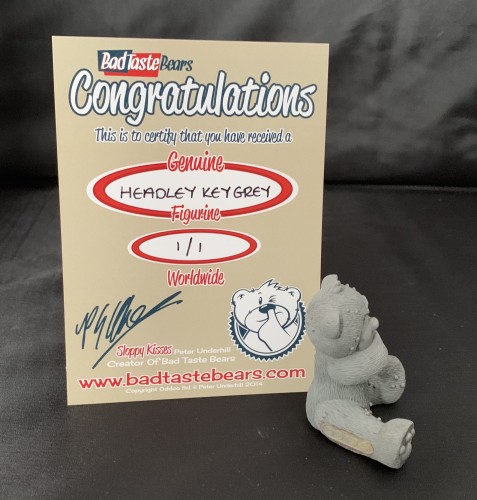 BadTasteBears
Congratulations
This is to certify that you have received a
Genuine
HEADLEY KEYGREY
Figurine
1/1
Worldwide
Sloppy Kisses Peter Underhill
Creator Of Bad Taste Bears
www.badtastebears.com
Copyright Oddco ltd & Peter Underhill 2014